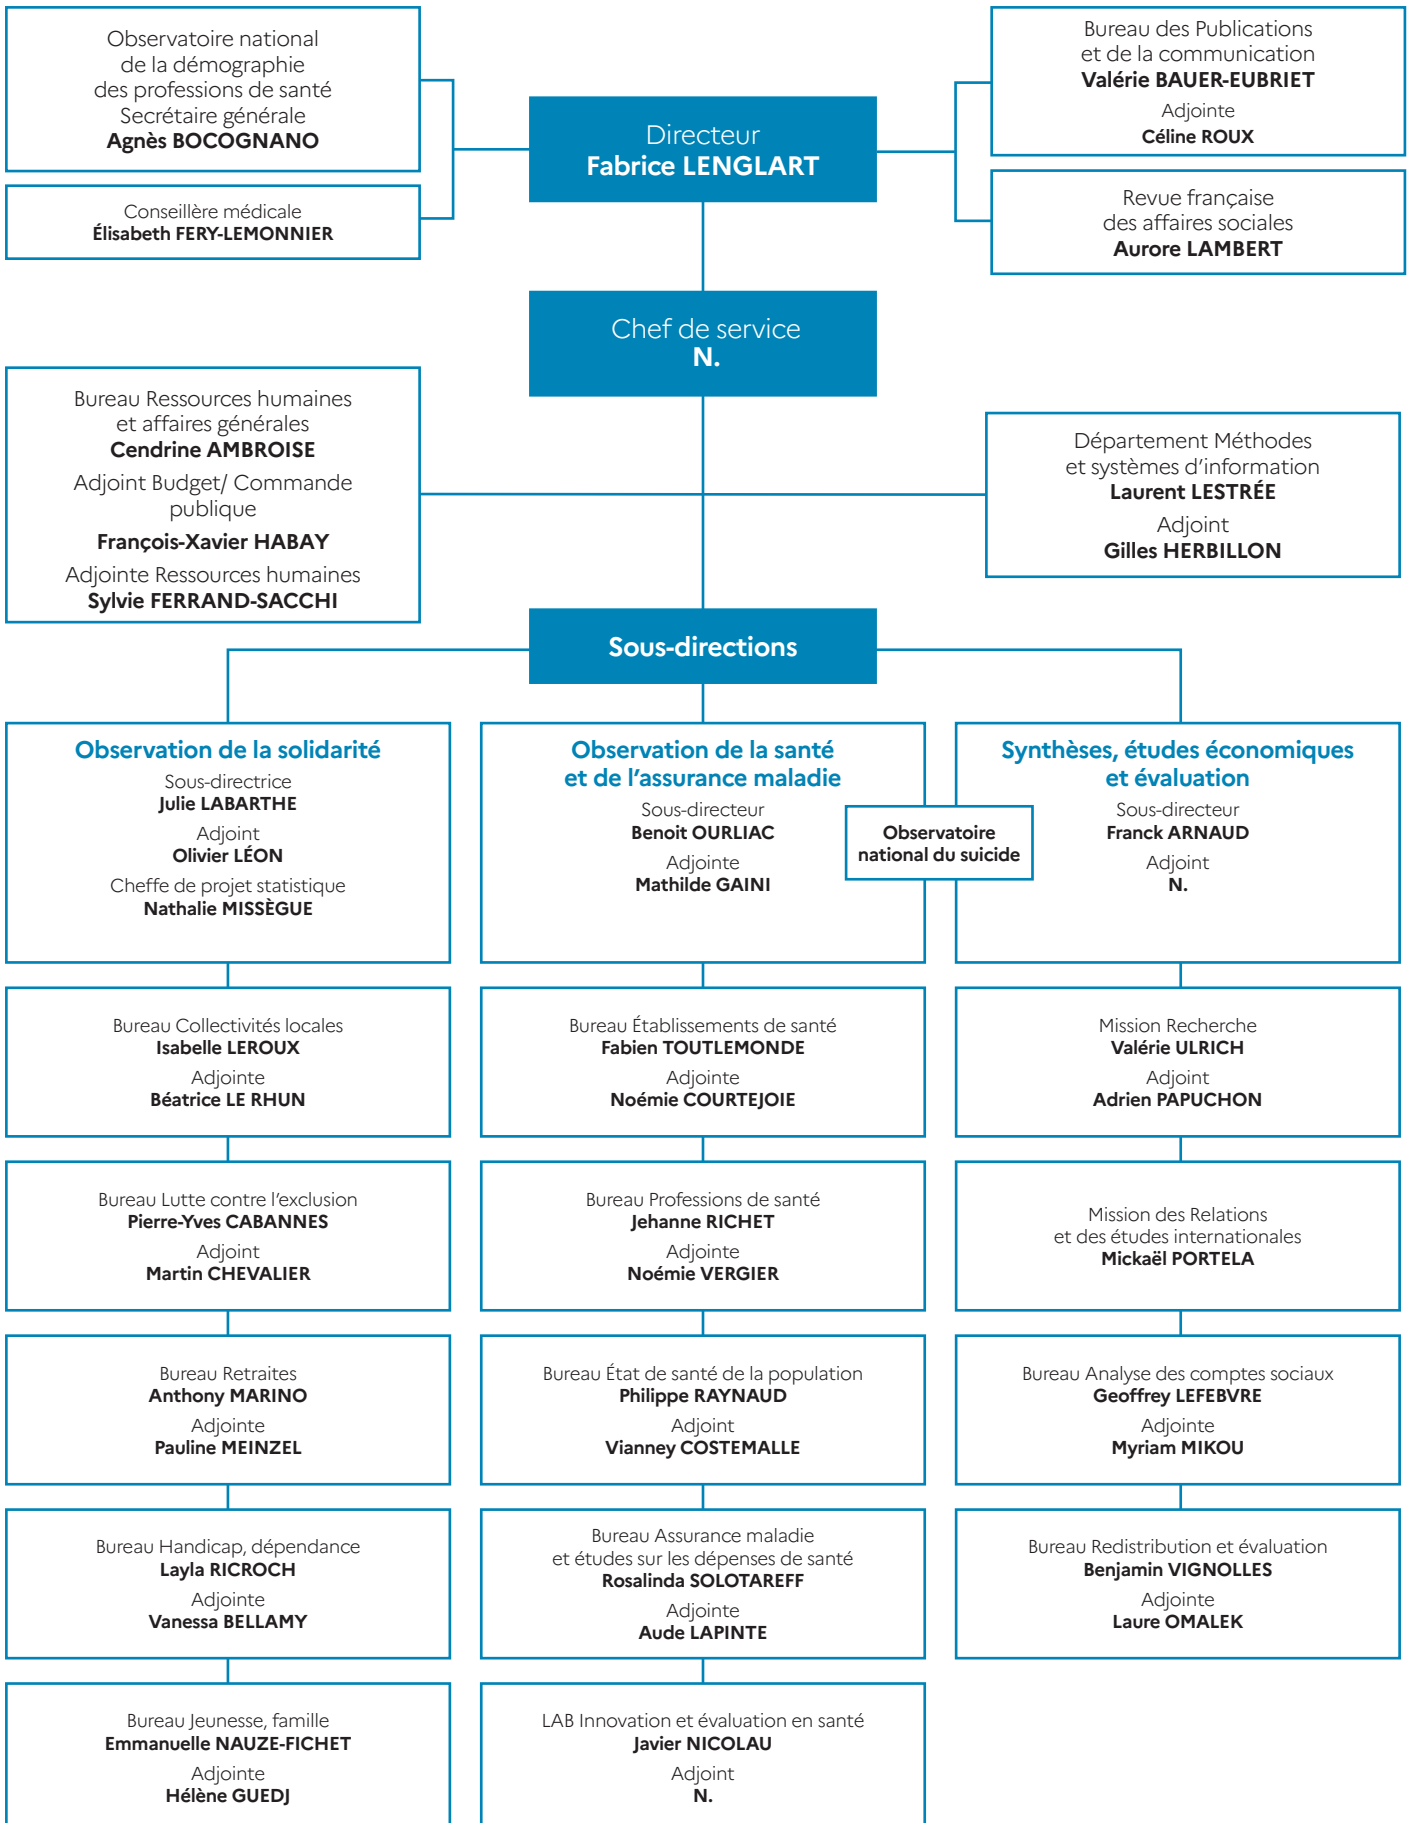 Observatoire national
de la démographie
des professions de santé
Secrétaire générale
Agnès BOCOGNANO
Conseillère médicale
Élisabeth FERY-LEMONNIER
Directeur
Fabrice LENGLART
Bureau des Publications
et de la communication
Valérie BAUER-EUBRIET
Adjointe
Céline ROUX
Revue française
des affaires sociales
Aurore LAMBERT
Chef de service
N.
Bureau Ressources humaines
et affaires générales
Cendrine AMBROISE
Adjoint Budget/ Commande
publique
François-Xavier HABAY
Adjointe Ressources humaines
Sylvie FERRAND-SACCHI
Département Méthodes
et systèmes d’information
Laurent LESTRÉE
Adjoint
Gilles HERBILLON
Sous-directions
Observation de la solidarité
Sous-directrice
Julie LABARTHE
Adjoint
Olivier LÉON
Cheffe de projet statistique
Nathalie MISSÈGUE
Observation de la santé
et de l’assurance maladie
Sous-directeur
Benoit OURLIAC
Adjointe
Mathilde GAINI
Observatoire
national du suicide
Synthèses, études économiques
et évaluation
Sous-directeur
Franck ARNAUD
Adjoint
N.
Bureau Collectivités locales
Isabelle LEROUX
Adjointe
Béatrice LE RHUN
Bureau Lutte contre l’exclusion
Pierre-Yves CABANNES
Adjoint
Martin CHEVALIER
Bureau Retraites
Anthony MARINO
Adjointe
Pauline MEINZEL
Bureau Handicap, dépendance
Layla RICROCH
Adjointe
Vanessa BELLAMY
Bureau Jeunesse, famille
Emmanuelle NAUZE-FICHET
Adjointe
Hélène GUEDJ
Bureau Établissements de santé
Fabien TOUTLEMONDE
Adjointe
Noémie COURTEJOIE
Bureau Professions de santé
Jehanne RICHET
Adjointe
Noémie VERGIER
Bureau État de santé de la population
Philippe RAYNAUD
Adjoint
Vianney COSTEMALLE
Bureau Assurance maladie
et études sur les dépenses de santé
Rosalinda SOLOTAREFF
Adjointe
Aude LAPINTE
LAB Innovation et évaluation en santé
Javier NICOLAU
Adjoint
N.
Mission Recherche
Valérie ULRICH
Adjoint
Adrien PAPUCHON
Mission des Relations
et des études internationales
Mickaël PORTELA
Bureau Analyse des comptes sociaux
Geoffrey LEFEBVRE
Adjointe
Myriam MIKOU
Bureau Redistribution et évaluation
Benjamin VIGNOLLES
Adjointe
Laure OMALEK